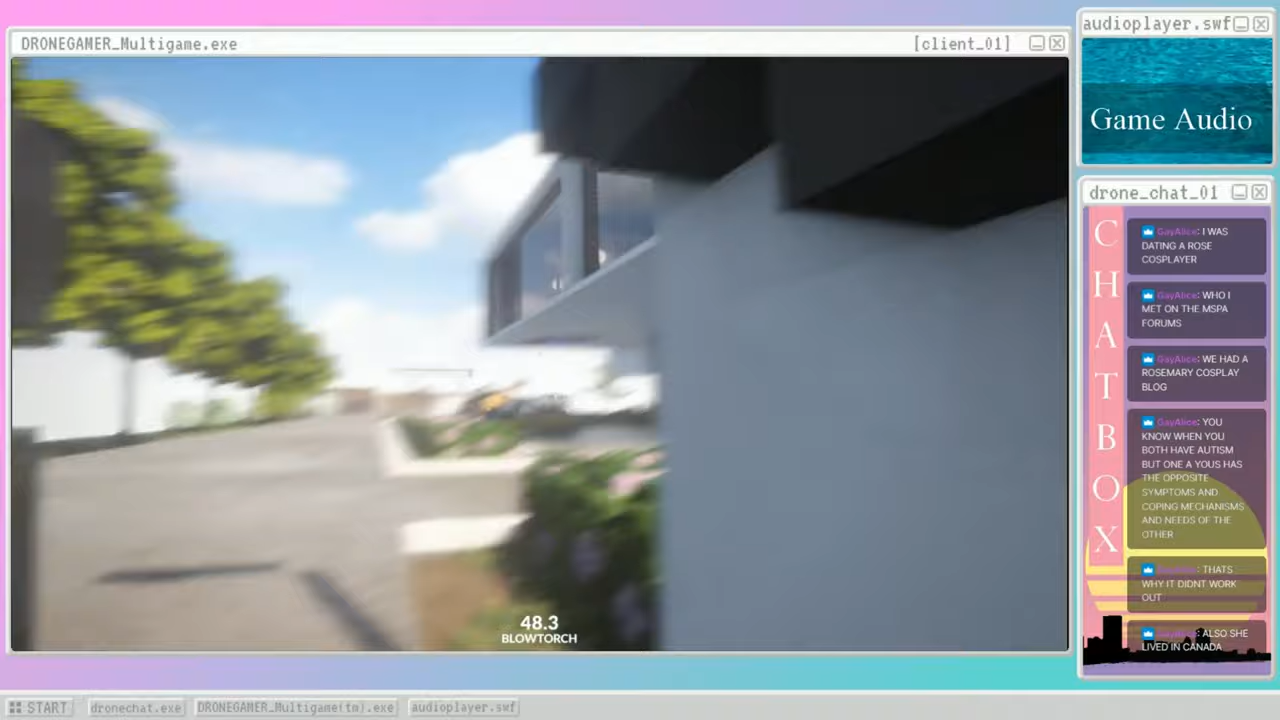 DRONEGAMER_Multigame.exe
[client_01]
48.3
BLOWTORCH
audioplayer.swf
Game Audio
drone_chat_01
CHATBOX
GayAlice: I WAS
DATING A ROSE
COSPLAYER
GayAlice: WHO I
MET ON THE MSPA
FORUMS
GayAlice: WE HAD A
ROSEMARY COSPLAY
BLOG
GayAlice: YOU
KNOW WHEN YOU
BOTH HAVE AUTISM
BUT ONE A YOUS HAS
THE OPPOSITE
SYMPTOMS AND
COPING MECHANISMS
AND NEEDS OF THE
OTHER
GayAlice: THATS
WHY IT DIDNT WORK
OUT
GayAlice: ALSO SHE
LIVED IN CANADA
START
dronechat.exe
DRONEGAMER_Multigame(tm).exe
audioplayer.swf